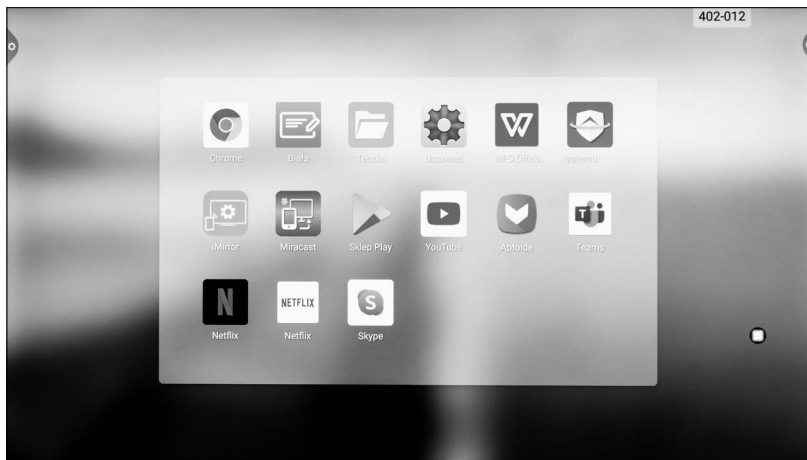 402-012
Chrome Biała Teczka Ustawiać WPS Office systemu
iMirror Miracast Sklep Play YouTube Aptoide Teams
NETFLIX
Netflix Netflix Skype